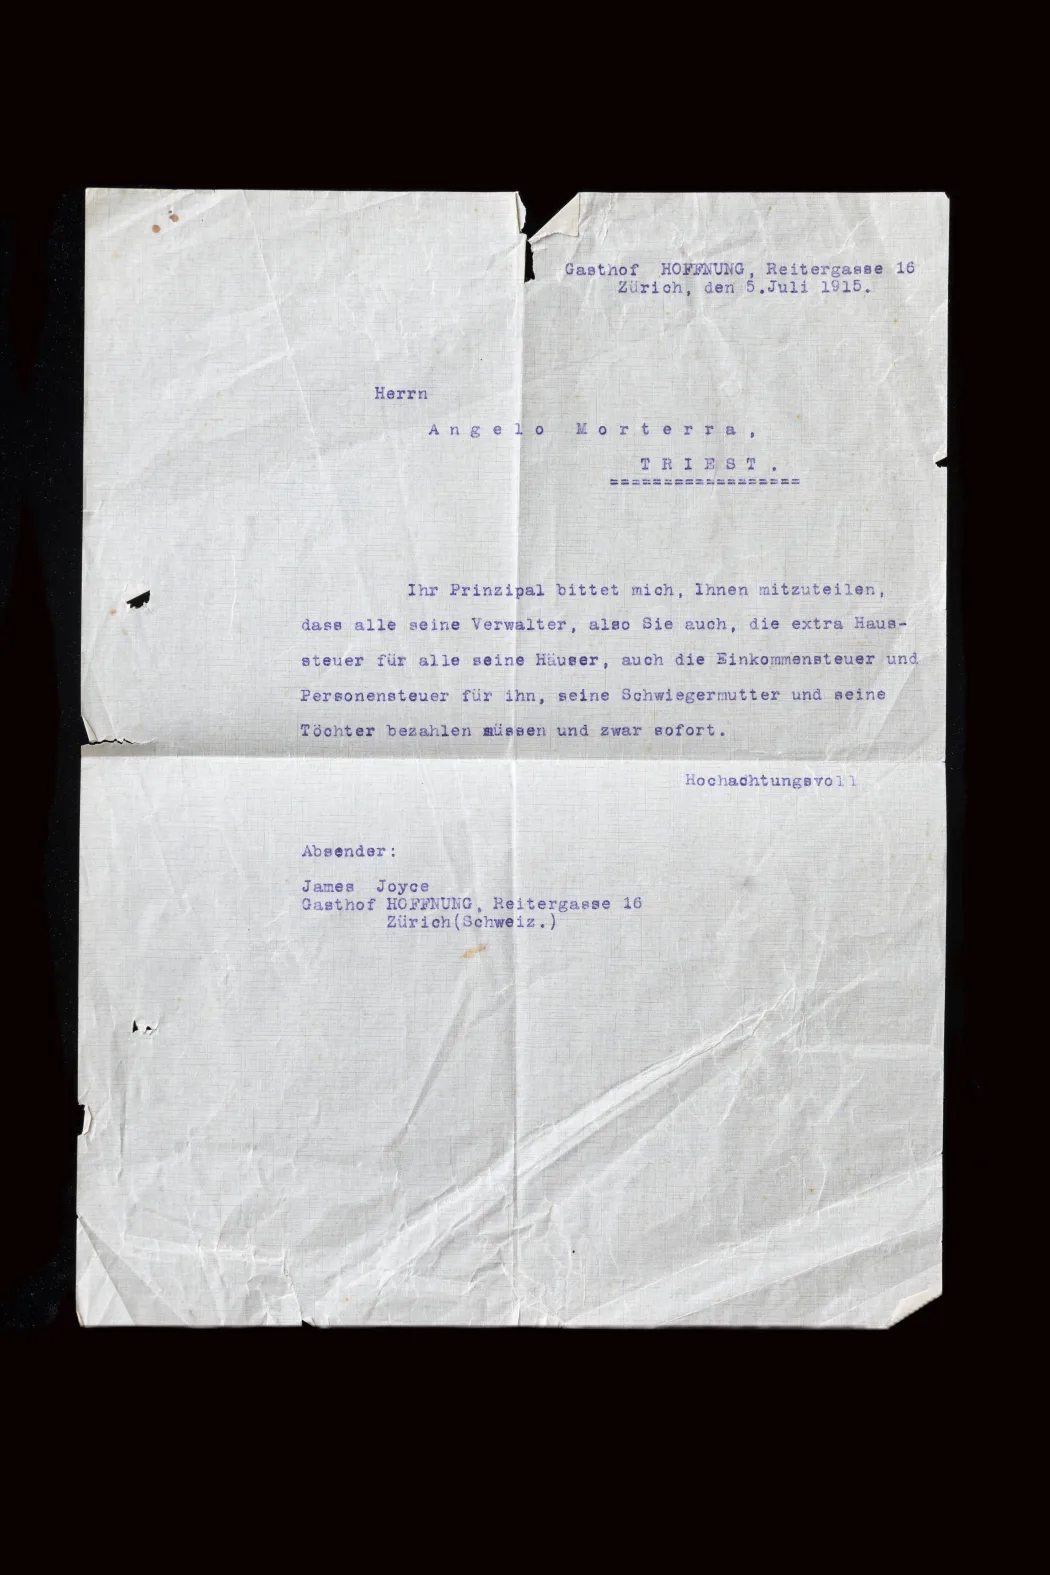 Gasthof HOFFNUNG, Reitergasse 16
Zürich, den 5.Juli 1915.
Herrn
Angelo Morterra,
TRIEST.
==================
Ihr Prinzipal bittet mich, Ihnen mitzuteilen,
dass alle seine Verwalter, also Sie auch, die extra Haus-
steuer für alle seine Häuser, auch die Einkommensteuer und
Personensteuer für ihn, seine Schwiegermutter und seine
Töchter bezahlen müssen und zwar sofort.
Hochachtungsvoll
Absender:
James Joyce
Gasthof HOFFNUNG, Reitergasse 16
Zürich(Schweiz.)